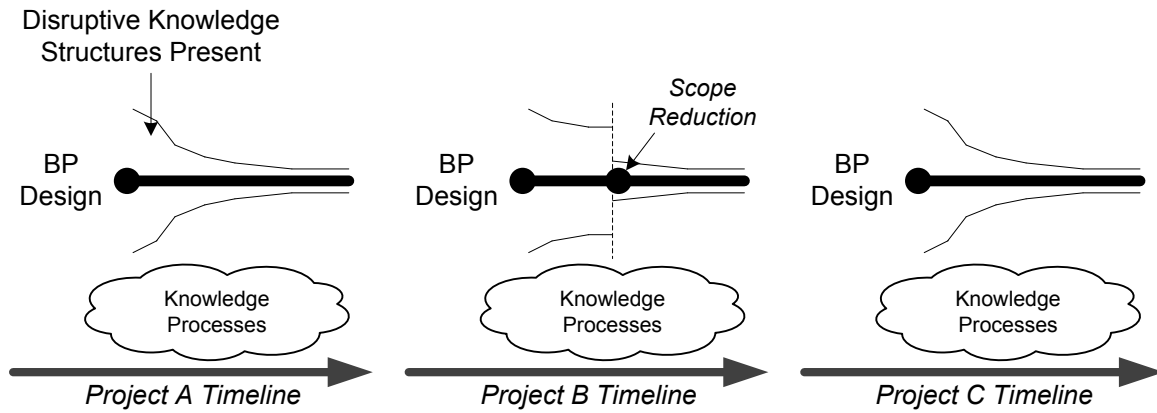 Disruptive Knowledge
Structures Present
BP
Design
Knowledge
Processes
Project A Timeline
Scope
Reduction
BP
Design
Knowledge
Processes
Project B Timeline
BP
Design
Knowledge
Processes
Project C Timeline